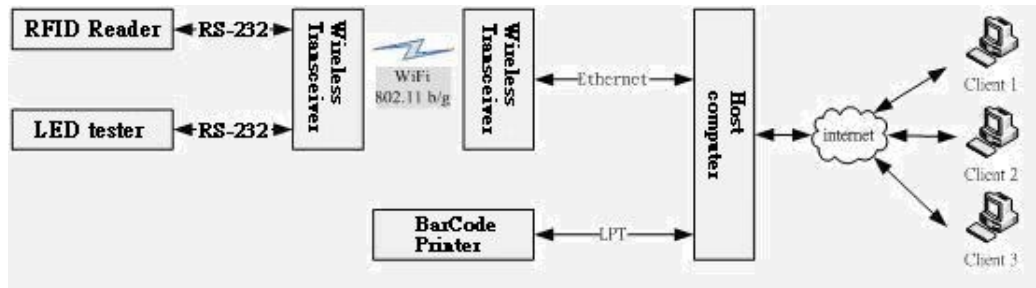 RFID Reader
RS-232
Wireless
Transceiver
WiFi
802.11 b/g
Wireless
Transceiver
Ethernet
Host
computer
internet
Client 1
LED tester
RS-232
Client 2
BarCode
Printer
LPT
Client 3